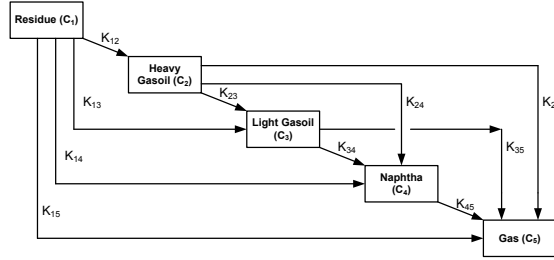 Residue (C1)
K12
Heavy
Gasoil (C2)
K23
K13
K24
K2
Light Gasoil
(C3)
K34
K35
K14
Naphtha
(C4)
K45
K15
Gas (C5)